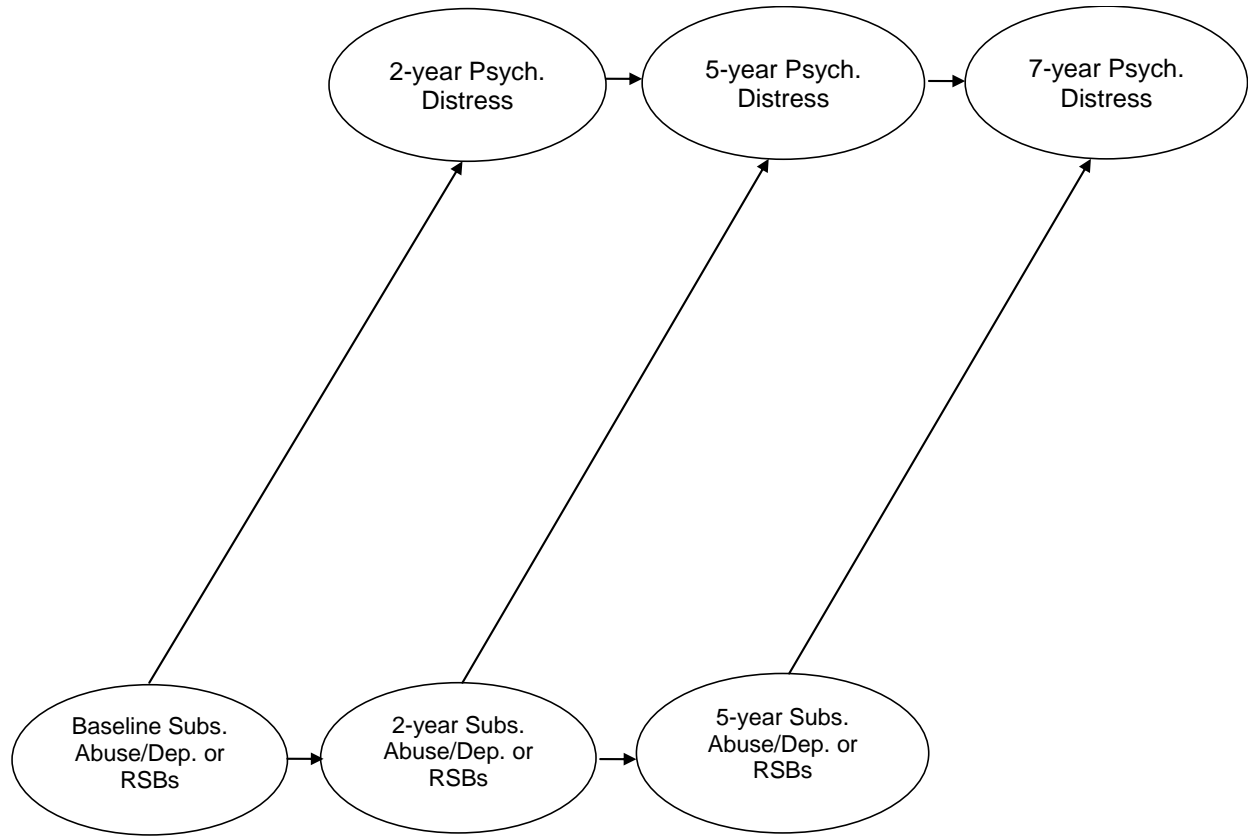 2-year Psych.
Distress
5-year Psych.
Distress
7-year Psych.
Distress
Baseline Subs.
Abuse/Dep. or
RSBs
2-year Subs.
Abuse/Dep. or
RSBs
5-year Subs.
Abuse/Dep. or
RSBs